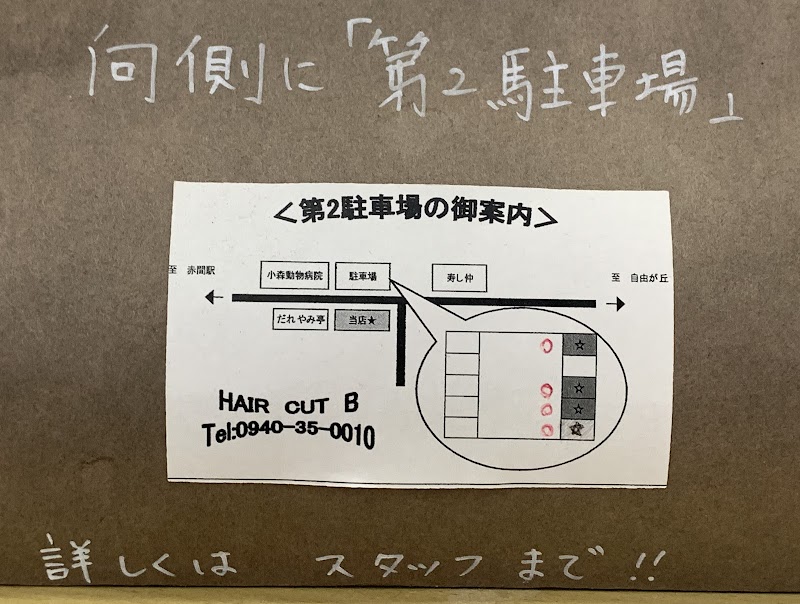 向側に「第2駐車場」
<第2駐車場の御案内>
至 赤間駅
小森動物病院
駐車場
寿し仲
至 自由が丘
だれやみ亭
当店★
☆
☆
☆
☆
HAIR CUT B
Tel:0940-35-0010
詳しくは スタッフまで!!